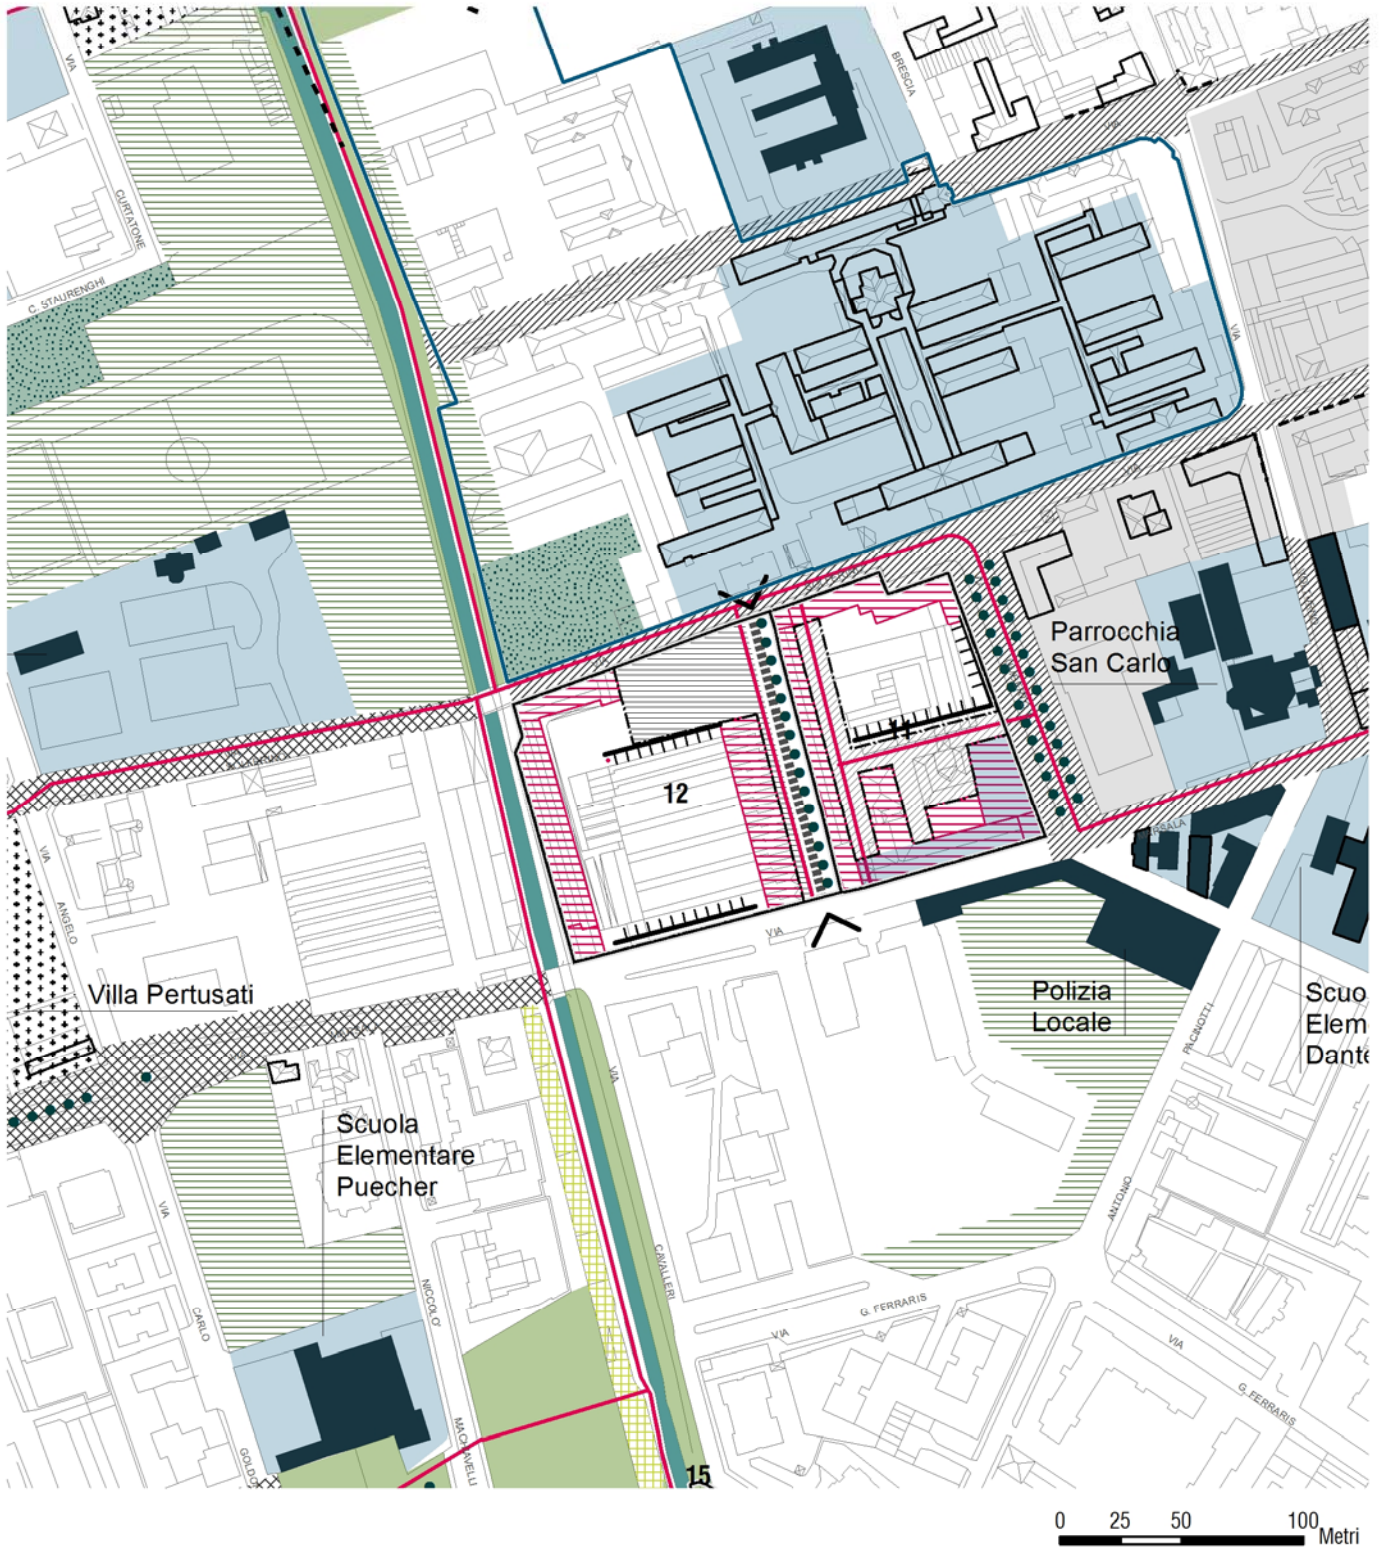 VIA
BRESCIA
VIA
CURTATONE
C. STAURENGHI
VIA
VIA
Parrocchia
San Carlo
11
12
VIA
VIA
ANGELO
Villa Pertusati
Polizia
Locale
Scuo
Elem
Dante
PACINOTTI
VIA
Scuola
Elementare
Puecher
VIA
ANTONIO
CAVALLERI
NICCOLO'
CARLO
G. FERRARIS
VIA
VIA
G. FERRARIS
MACHIAVELLI
GOLDO
15
0 25 50 100 Metri